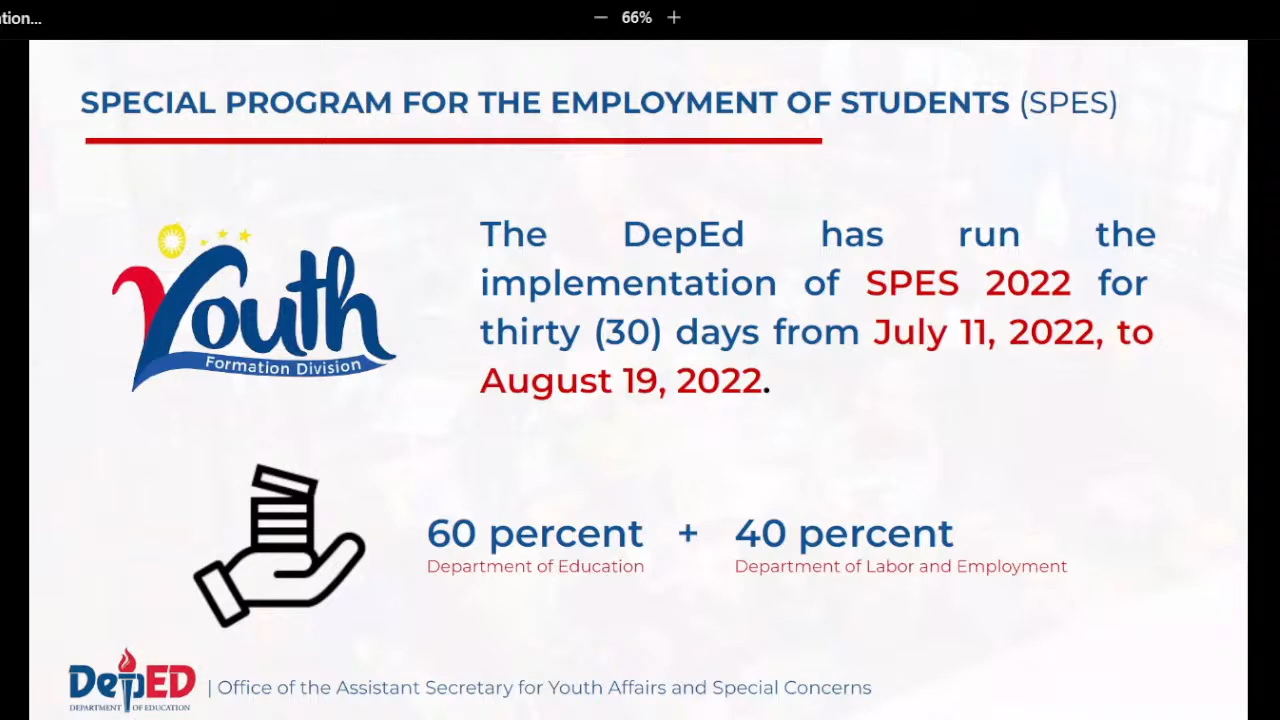 tion...
66%
SPECIAL PROGRAM FOR THE EMPLOYMENT OF STUDENTS (SPES)
The DepEd has run the
implementation of SPES 2022 for
thirty (30) days from July 11, 2022, to
August 19, 2022.
Youth
Formation Division
60 percent + 40 percent
Department of Education Department of Labor and Employment
DepED
DEPARTMENT OF EDUCATION
| Office of the Assistant Secretary for Youth Affairs and Special Concerns